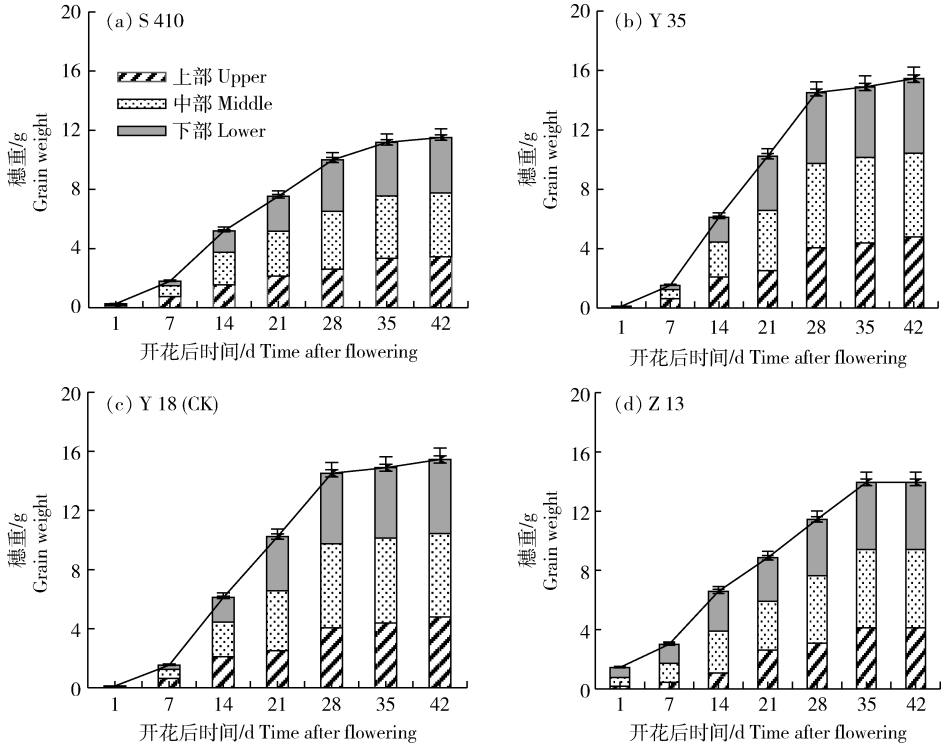 (a) S 410
20
16
12
8
4
0
上部 Upper
中部 Middle
下部 Lower
穗重/g
Grain weight
1 7 14 21 28 35 42
开花后时间/d Time after flowering
(b) Y 35
20
16
12
8
4
0
穗重/g
Grain weight
1 7 14 21 28 35 42
开花后时间/d Time after flowering
(c) Y 18 (CK)
20
16
12
8
4
0
穗重/g
Grain weight
1 7 14 21 28 35 42
开花后时间/d Time after flowering
(d) Z 13
20
16
12
8
4
0
穗重/g
Grain weight
1 7 14 21 28 35 42
开花后时间/d Time after flowering